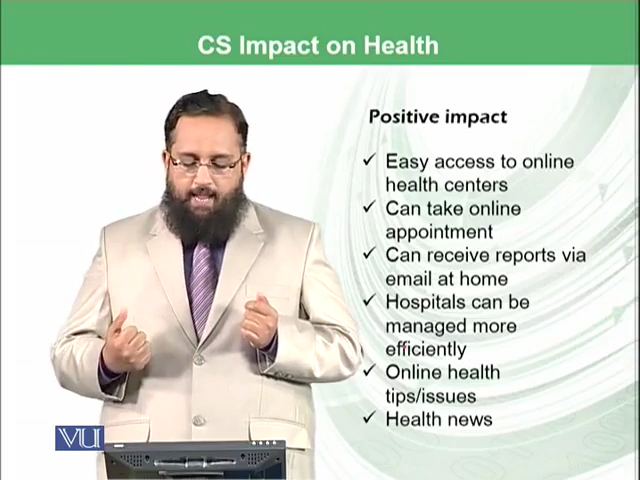 CS Impact on Health
Positive impact
✓ Easy access to online
health centers
✓ Can take online
appointment
✓ Can receive reports via
email at home
✓ Hospitals can be
managed more
efficiently
✓ Online health
tips/issues
✓ Health news
VU